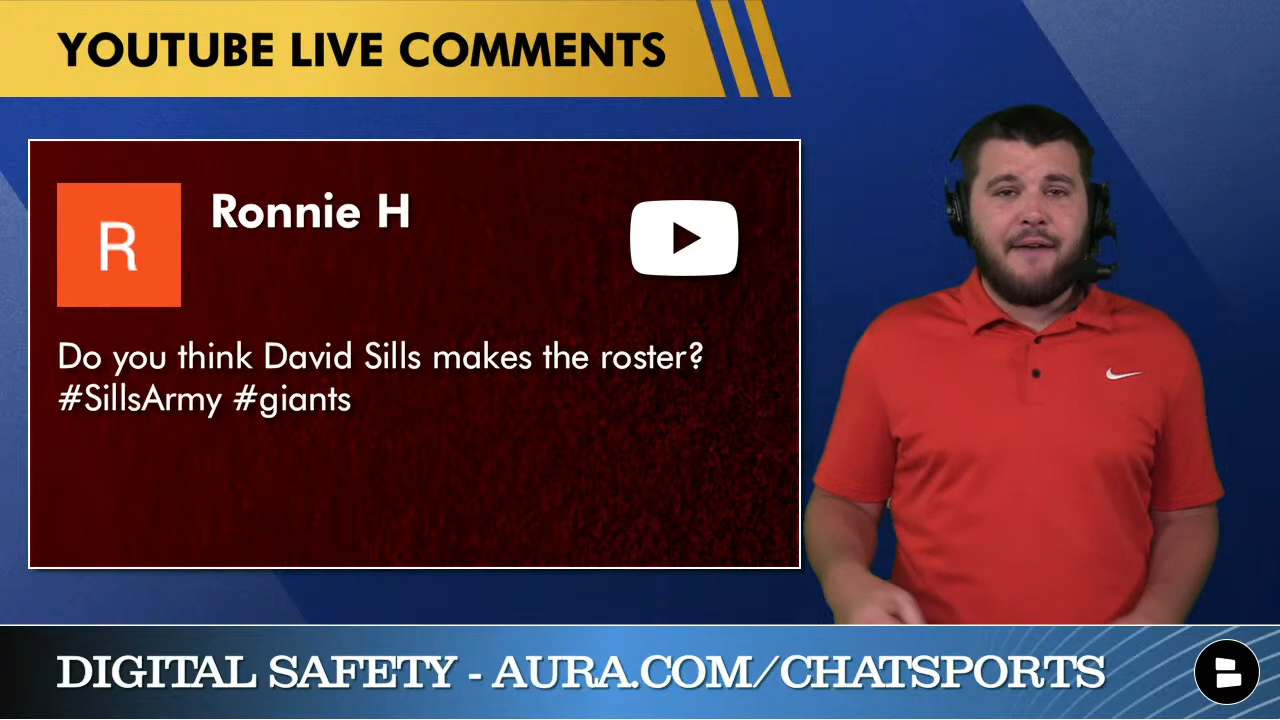 YOUTUBE LIVE COMMENTS
R
Ronnie H
Do you think David Sills makes the roster?
#SillsArmy #giants
DIGITAL SAFETY - AURA.COM/CHATSPORTS